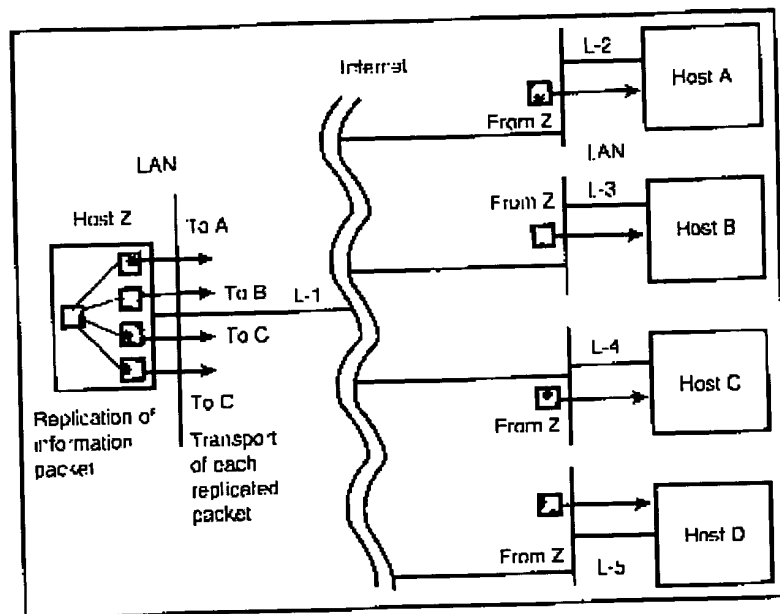 Internet
L-2
Host A
From Z
LAN
LAN
L-3
From Z
Host Z
To A
Host B
To B
L-1
To C
L-4
Host C
To C
From Z
Replication of
information
packet
Transport
of each
replicated
packet
Host D
From Z
L-5